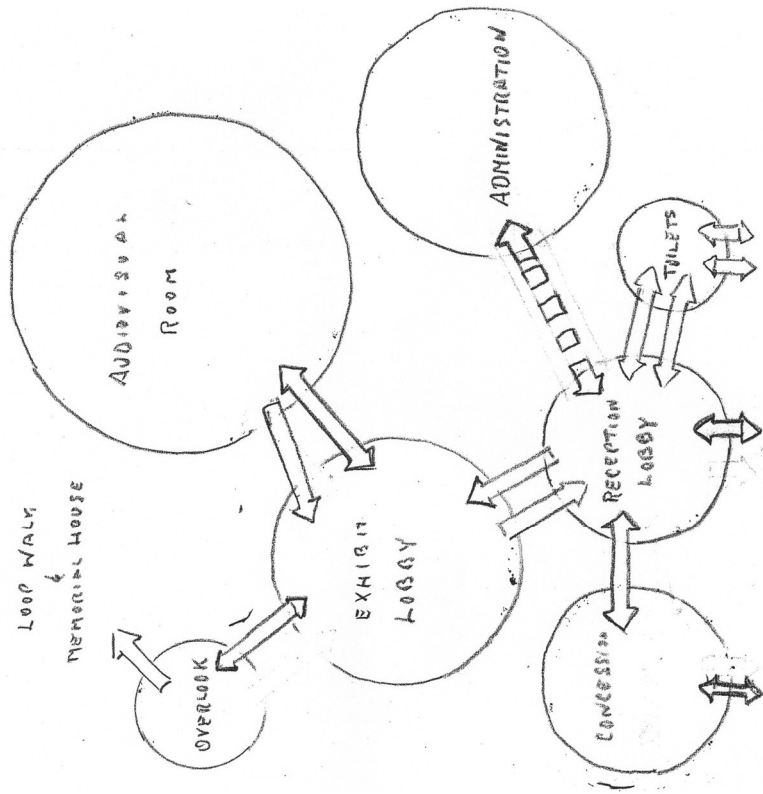 LOOP WALK
&
MEMORIAL HOUSE
OVERLOOK
AUDIOVISUAL
ROOM
EXHIBIT
LOBBY
ADMINISTRATION
RECEPTION
LOBBY
TOILETS
CONCESSION